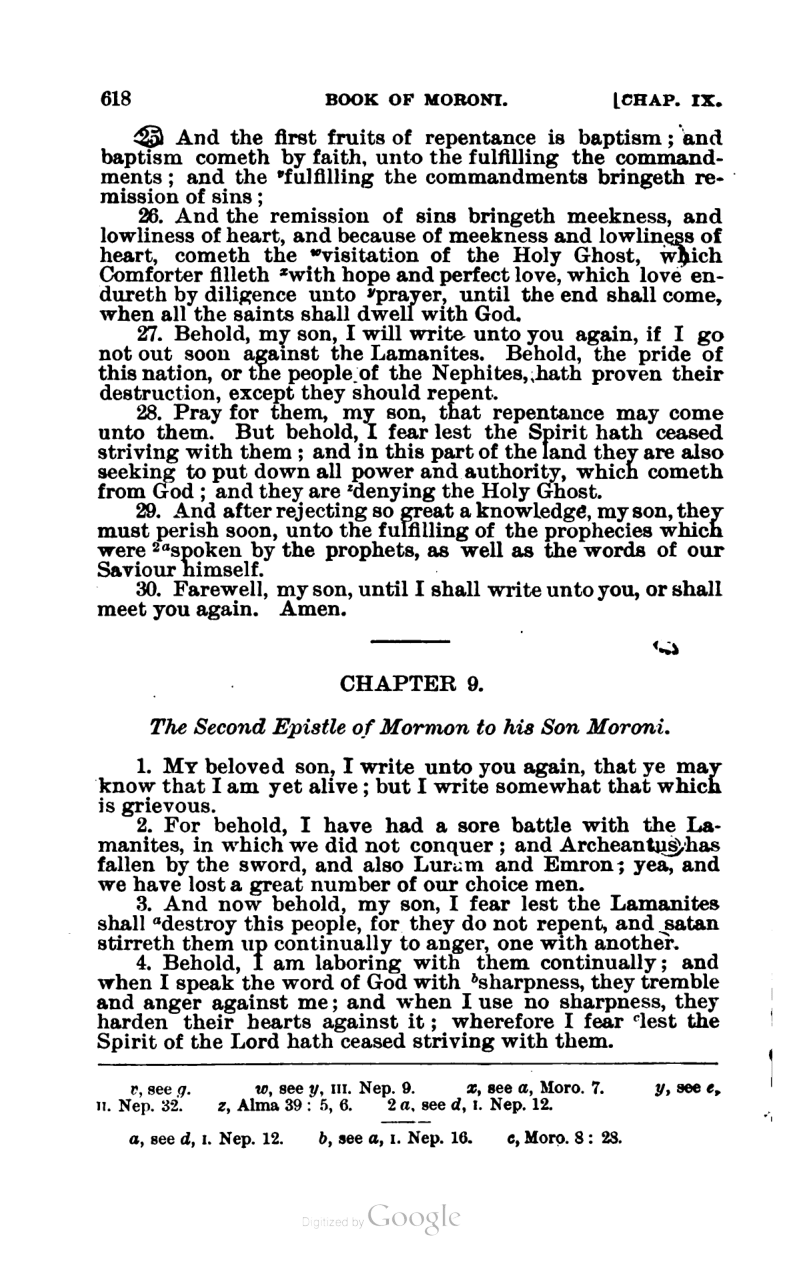 618 BOOK OF MORONI. [CHAP. IX.
25 And the first fruits of repentance is baptism; and
baptism cometh by faith, unto the fulfilling the command-
ments; and the ᵛfulfilling the commandments bringeth re-
mission of sins;
26. And the remission of sins bringeth meekness, and
lowliness of heart, and because of meekness and lowliness of
heart, cometh the ʷvisitation of the Holy Ghost, which
Comforter filleth ˣwith hope and perfect love, which love en-
dureth by diligence unto ʸprayer, until the end shall come,
when all the saints shall dwell with God.
27. Behold, my son, I will write unto you again, if I go
not out soon against the Lamanites. Behold, the pride of
this nation, or the people of the Nephites, hath proven their
destruction, except they should repent.
28. Pray for them, my son, that repentance may come
unto them. But behold, I fear lest the Spirit hath ceased
striving with them; and in this part of the land they are also
seeking to put down all power and authority, which cometh
from God; and they are ᶻdenying the Holy Ghost.
29. And after rejecting so great a knowledge, my son, they
must perish soon, unto the fulfilling of the prophecies which
were ²ᵃspoken by the prophets, as well as the words of our
Saviour himself.
30. Farewell, my son, until I shall write unto you, or shall
meet you again. Amen.
CHAPTER 9.
The Second Epistle of Mormon to his Son Moroni.
1. MY beloved son, I write unto you again, that ye may
know that I am yet alive; but I write somewhat that which
is grievous.
2. For behold, I have had a sore battle with the La-
manites, in which we did not conquer; and Archeantus has
fallen by the sword, and also Luram and Emron; yea, and
we have lost a great number of our choice men.
3. And now behold, my son, I fear lest the Lamanites
shall ᵃdestroy this people, for they do not repent, and satan
stirreth them up continually to anger, one with another.
4. Behold, I am laboring with them continually; and
when I speak the word of God with ᵇsharpness, they tremble
and anger against me; and when I use no sharpness, they
harden their hearts against it; wherefore I fear ᶜlest the
Spirit of the Lord hath ceased striving with them.
v, see g. w, see y, III. Nep. 9. x, see a, Moro. 7. y, see e,
II. Nep. 32. z, Alma 39: 5, 6. 2 a, see d, I. Nep. 12.
a, see d, I. Nep. 12. b, see a, I. Nep. 16. c, Moro. 8: 28.
Digitized by Google